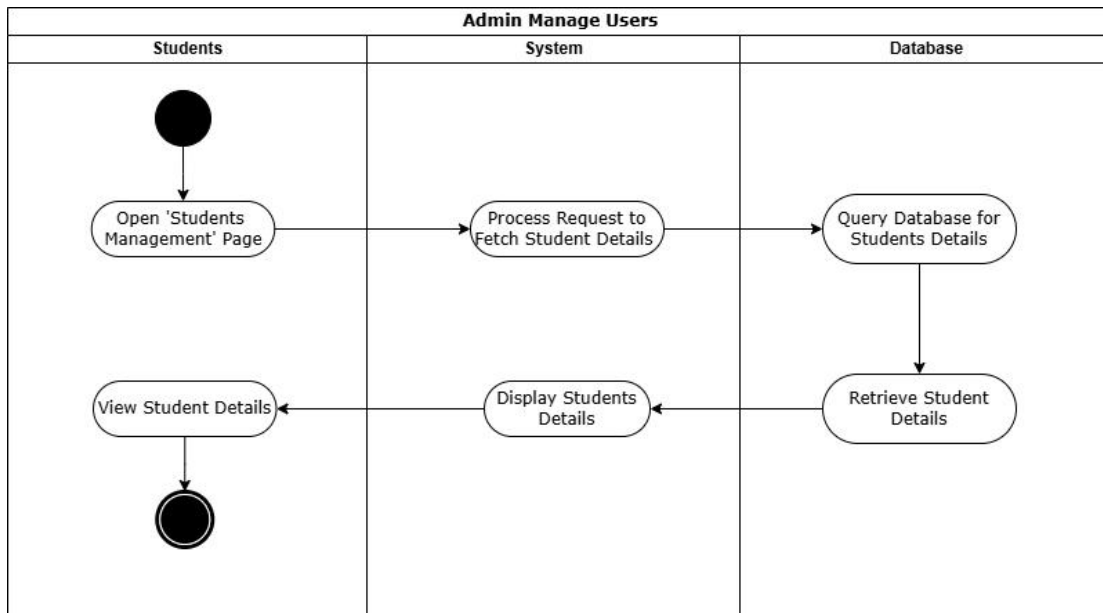 Admin Manage Users
Students
System
Database
Open 'Students
Management' Page
Process Request to
Fetch Student Details
Query Database for
Students Details
View Student Details
Display Students
Details
Retrieve Student
Details